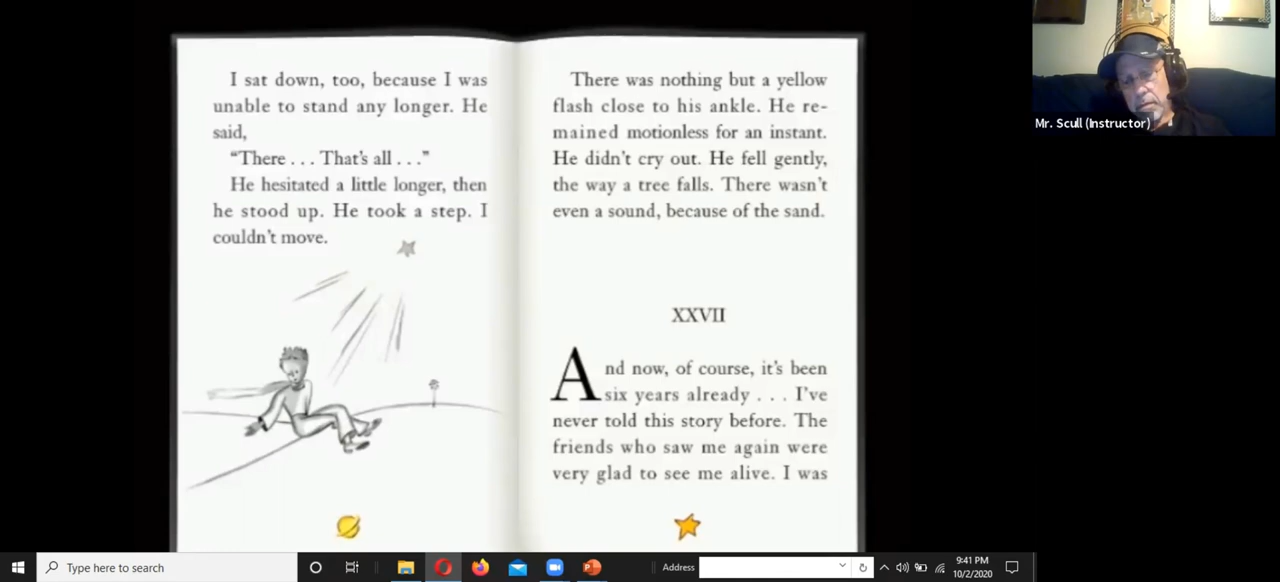 I sat down, too, because I was
unable to stand any longer. He
said,
“There . . . That’s all . . .”
He hesitated a little longer, then
he stood up. He took a step. I
couldn’t move.
There was nothing but a yellow
flash close to his ankle. He re-
mained motionless for an instant.
He didn’t cry out. He fell gently,
the way a tree falls. There wasn’t
even a sound, because of the sand.
XXVII
And now, of course, it’s been
six years already . . . I’ve
never told this story before. The
friends who saw me again were
very glad to see me alive. I was
Mr. Scull (Instructor)
Type here to search
Address
9:41 PM
10/2/2020